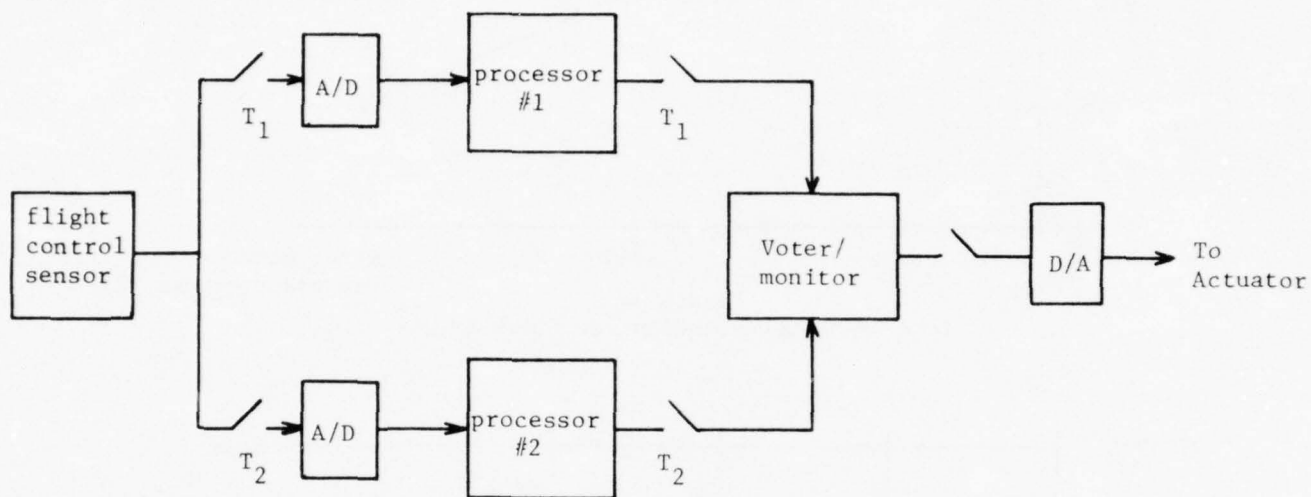 A/D
processor
#1
T1
T1
flight
control
sensor
Voter/
monitor
D/A
To
Actuator
A/D
processor
#2
T2
T2